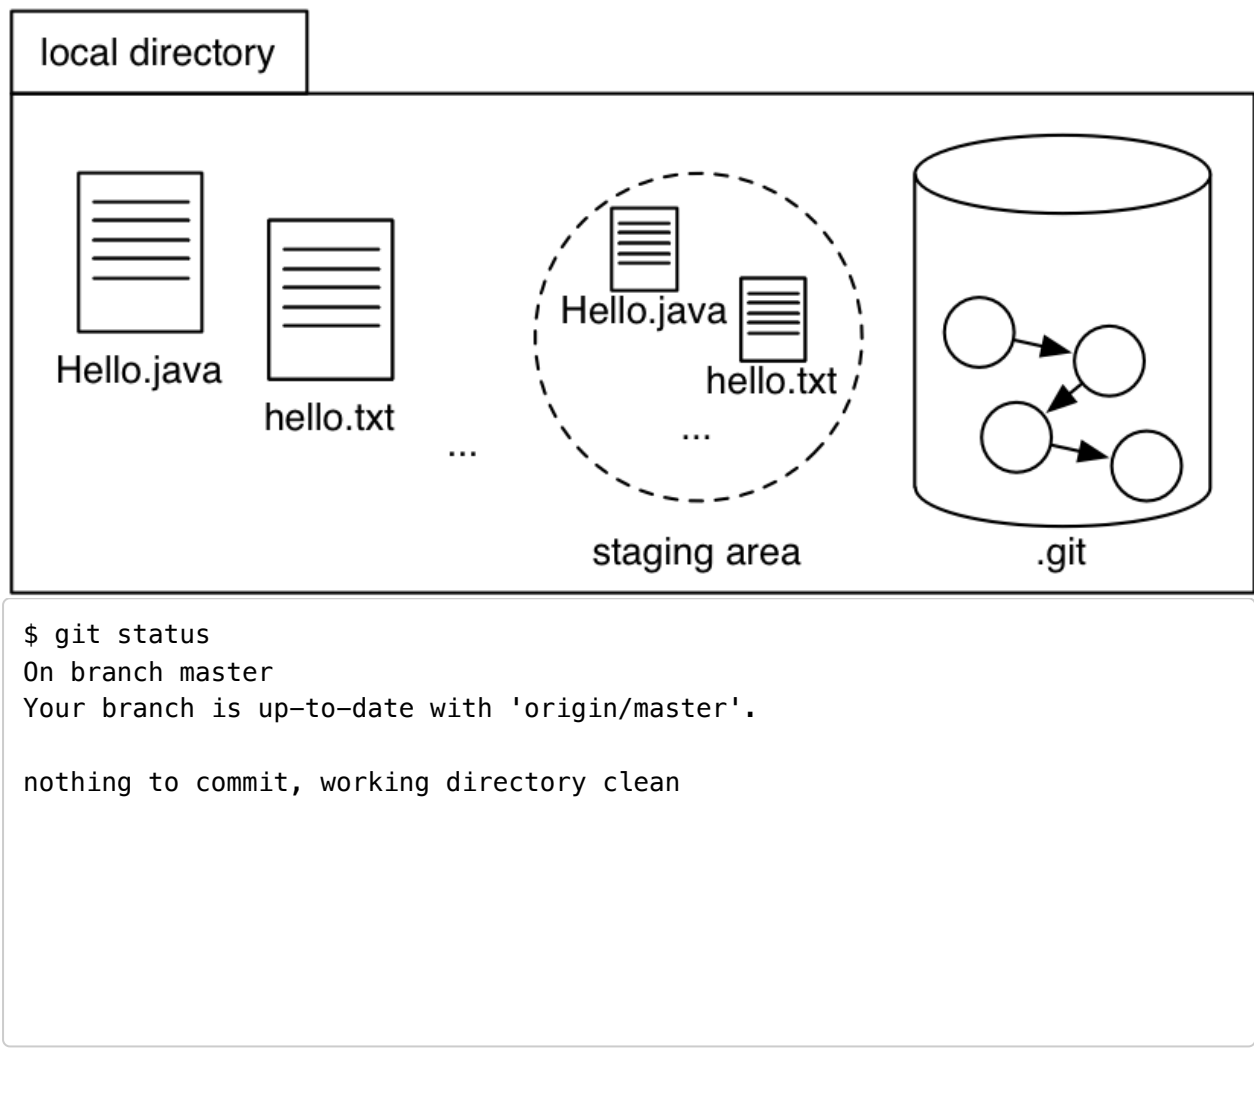 local directory
Hello.java
hello.txt
...
Hello.java
hello.txt
...
staging area
.git
$ git status
On branch master
Your branch is up-to-date with 'origin/master'.
nothing to commit, working directory clean